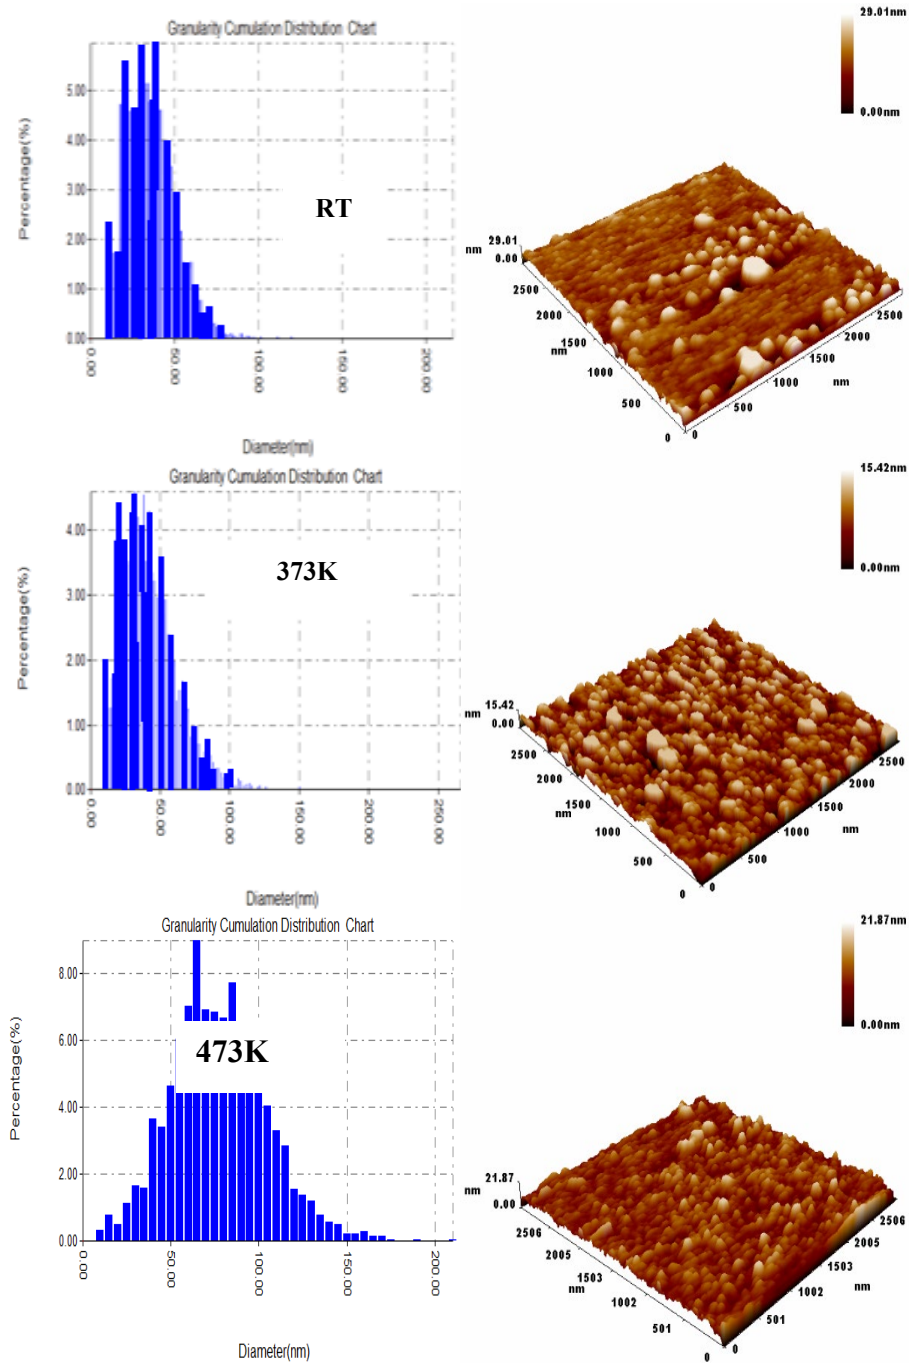 Granularity Cumulation Distribution Chart
Percentage(%)
5.00
4.00
3.00
2.00
1.00
0.00
RT
0.00
50.00
100.00
150.00
200.00
Diameter(nm)
29.01nm
0.00nm
nm
29.01
0.00
2500
2000
1500
nm
1000
500
0
0
500
1000
1500
2000
2500
nm
Granularity Cumulation Distribution Chart
Percentage(%)
4.00
3.00
2.00
1.00
0.00
373K
0.00
50.00
100.00
150.00
200.00
250.00
Diameter(nm)
15.42nm
0.00nm
nm
15.42
0.00
2500
2000
1500
nm
1000
500
0
0
500
1000
1500
2000
2500
nm
Granularity Cumulation Distribution Chart
Percentage(%)
8.00
6.00
4.00
2.00
0.00
473K
0.00
50.00
100.00
150.00
200.00
Diameter(nm)
21.87nm
0.00nm
nm
21.87
0.00
2506
2005
1503
nm
1002
501
0
0
501
1002
1503
2005
2506
nm